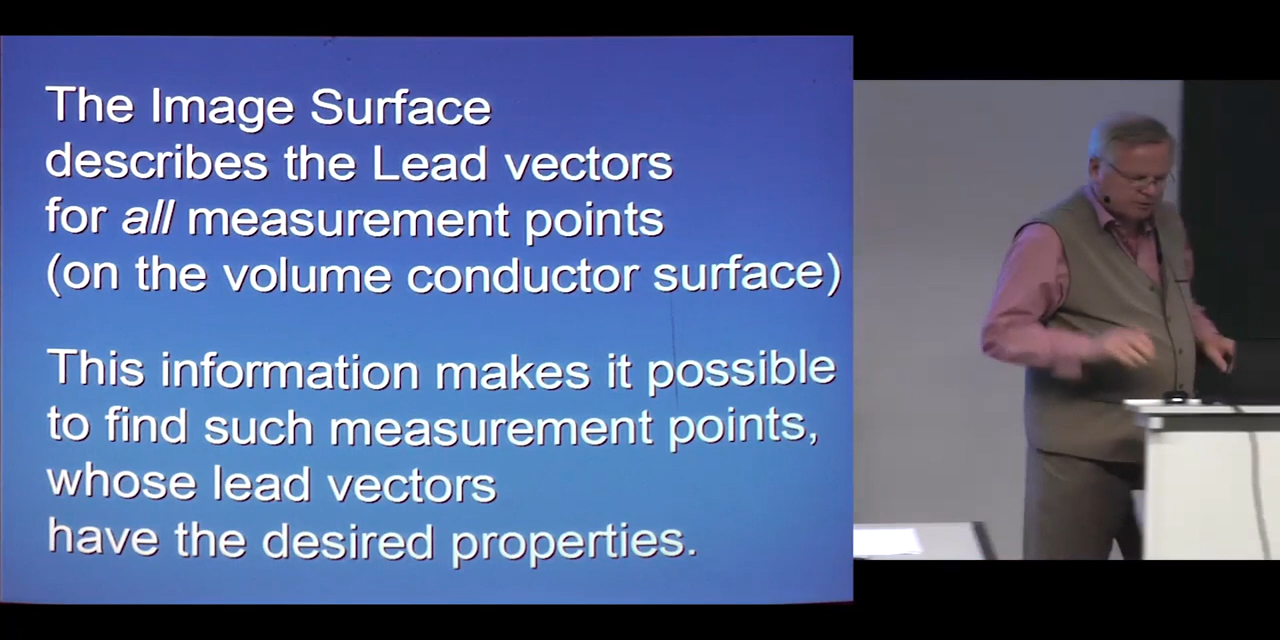 The Image Surface
describes the Lead vectors
for all measurement points
(on the volume conductor surface)
This information makes it possible
to find such measurement points,
whose lead vectors
have the desired properties.